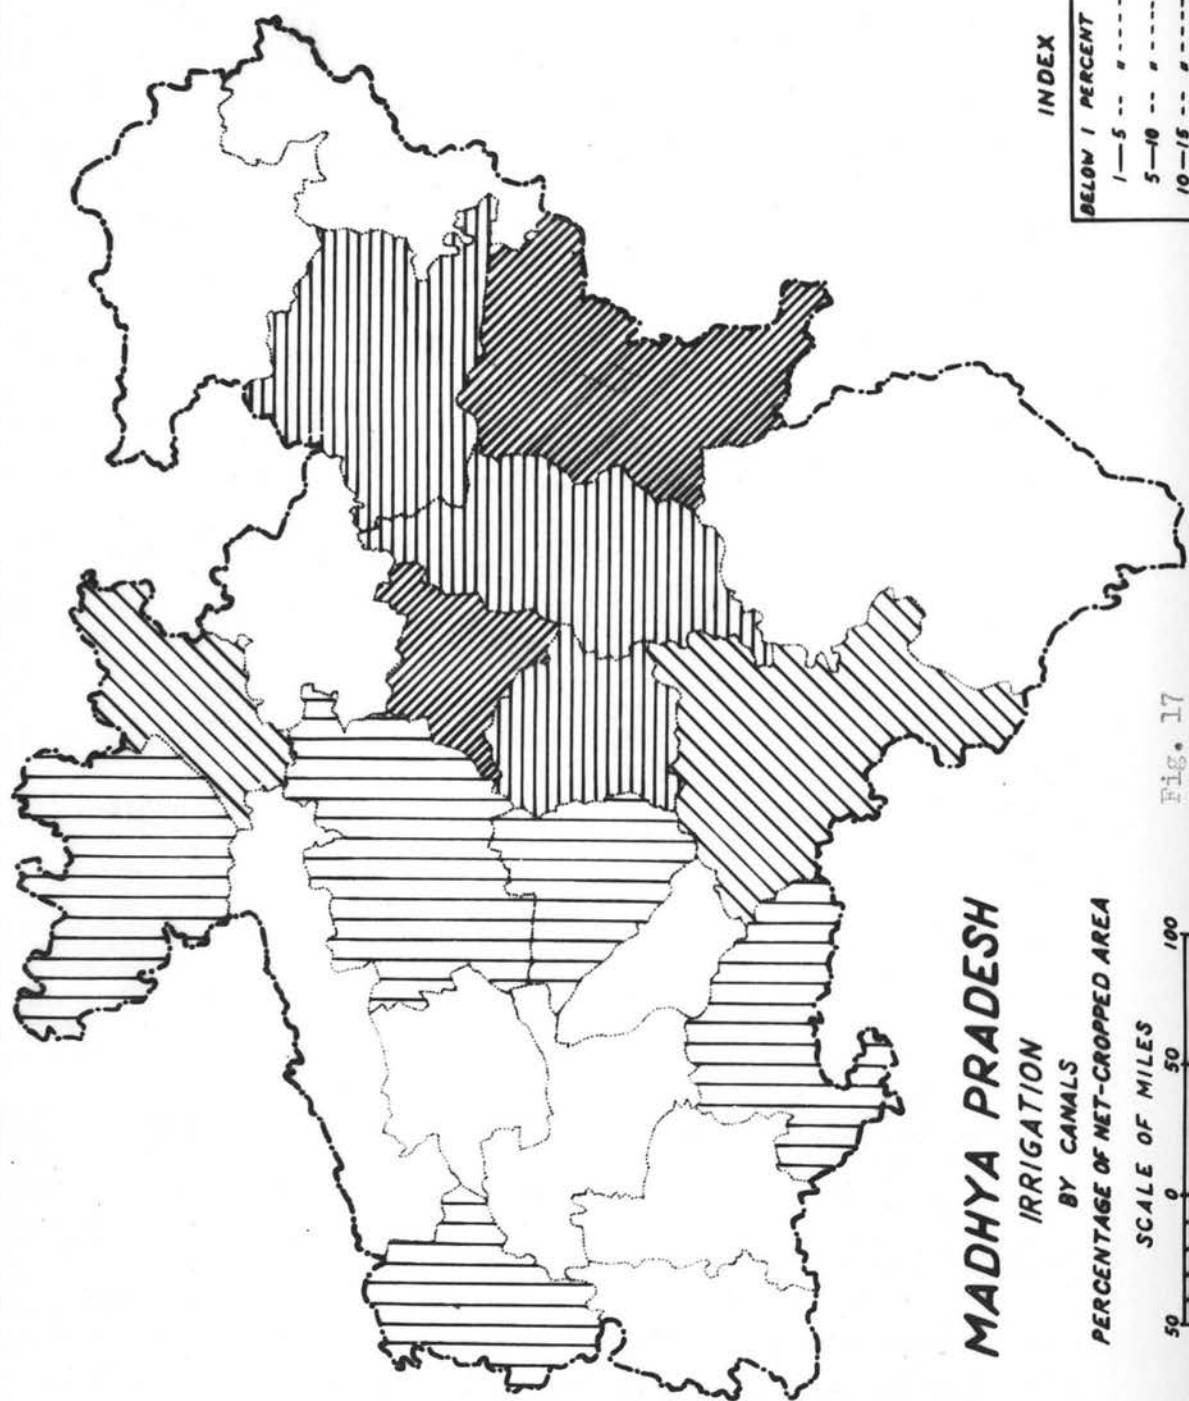 INDEX
BELOW 1 PERCENT
1—5 -- " -----
5—10 -- " -----
10—15 -- " -----
MADHYA PRADESH
IRRIGATION
BY CANALS
PERCENTAGE OF NET-CROPPED AREA
SCALE OF MILES
50 0 50 100
Fig. 17